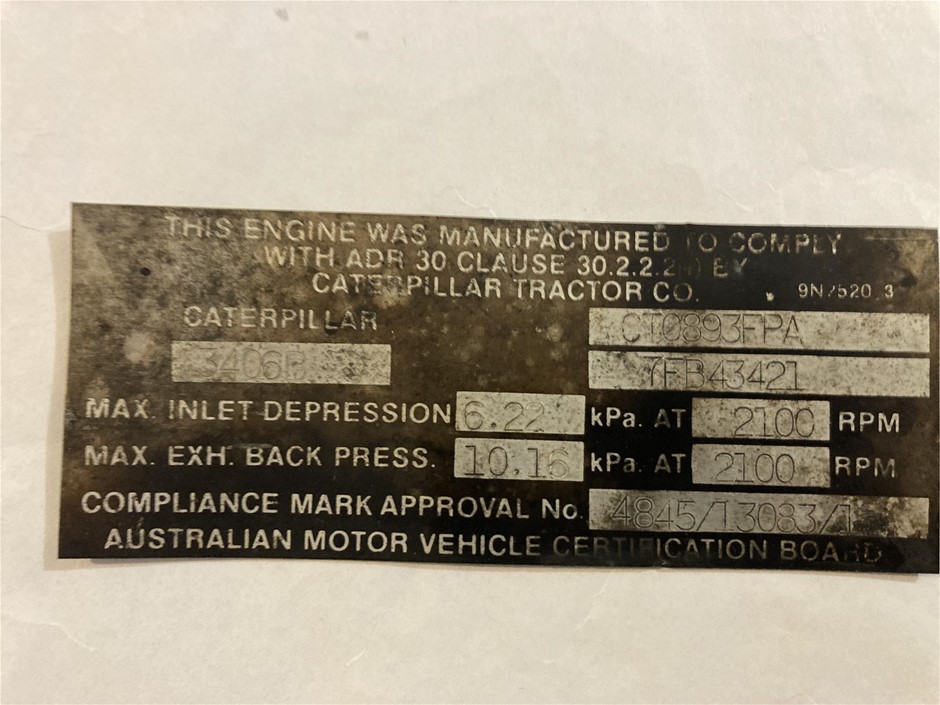 THIS ENGINE WAS MANUFACTURED TO COMPLY
WITH ADR 30 CLAUSE 30.2.2.2 BY
CATERPILLAR TRACTOR CO. 9N7520 3
CATERPILLAR
3406B
7FB43421
MAX. INLET DEPRESSION 6.22 kPa. AT 2100 RPM
MAX. EXH. BACK PRESS. 10.16 kPa. AT 2100 RPM
COMPLIANCE MARK APPROVAL No. 4845/13083/1
AUSTRALIAN MOTOR VEHICLE CERTIFICATION BOARD